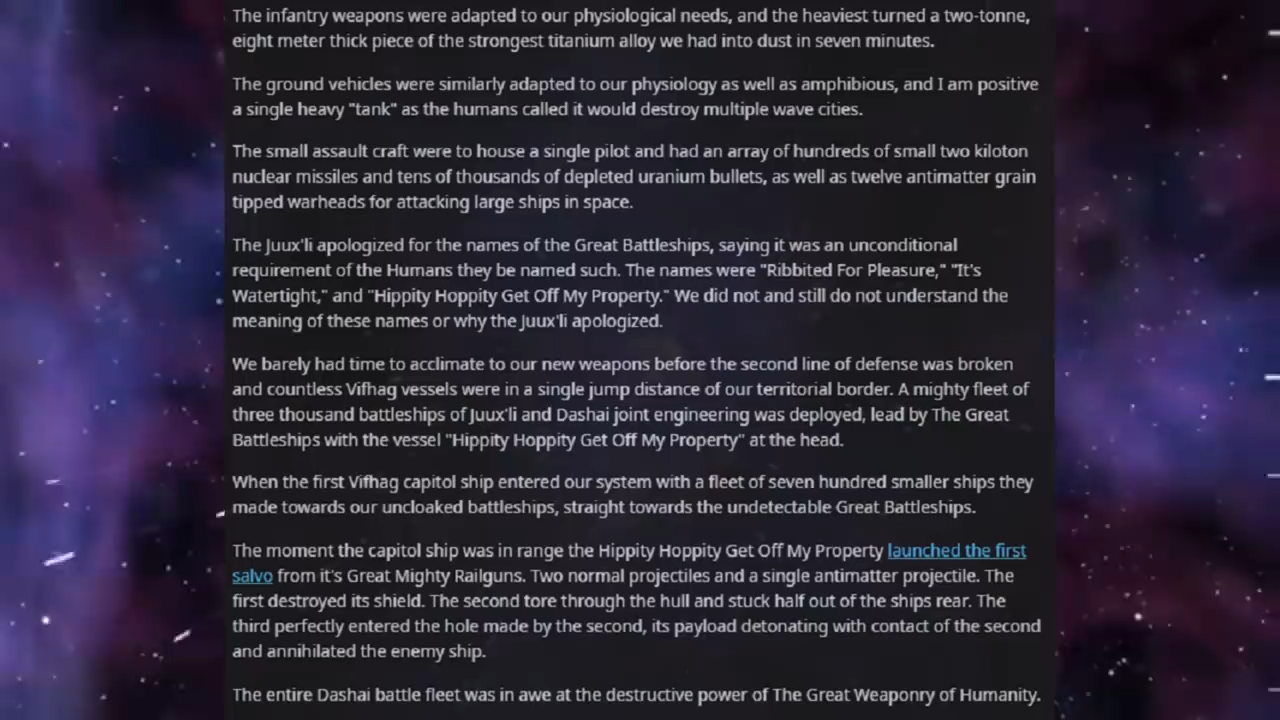 The infantry weapons were adapted to our physiological needs, and the heaviest turned a two-tonne,
eight meter thick piece of the strongest titanium alloy we had into dust in seven minutes.
The ground vehicles were similarly adapted to our physiology as well as amphibious, and I am positive
a single heavy "tank" as the humans called it would destroy multiple wave cities.
The small assault craft were to house a single pilot and had an array of hundreds of small two kiloton
nuclear missiles and tens of thousands of depleted uranium bullets, as well as twelve antimatter grain
tipped warheads for attacking large ships in space.
The Juux'li apologized for the names of the Great Battleships, saying it was an unconditional
requirement of the Humans they be named such. The names were "Ribbited For Pleasure," "It's
Watertight," and "Hippity Hoppity Get Off My Property." We did not and still do not understand the
meaning of these names or why the Juux'li apologized.
We barely had time to acclimate to our new weapons before the second line of defense was broken
and countless Vifhag vessels were in a single jump distance of our territorial border. A mighty fleet of
three thousand battleships of Juux'li and Dashai joint engineering was deployed, lead by The Great
Battleships with the vessel "Hippity Hoppity Get Off My Property" at the head.
When the first Vifhag capitol ship entered our system with a fleet of seven hundred smaller ships they
made towards our uncloaked battleships, straight towards the undetectable Great Battleships.
The moment the capitol ship was in range the Hippity Hoppity Get Off My Property launched the first
salvo from it's Great Mighty Railguns. Two normal projectiles and a single antimatter projectile. The
first destroyed its shield. The second tore through the hull and stuck half out of the ships rear. The
third perfectly entered the hole made by the second, its payload detonating with contact of the second
and annihilated the enemy ship.
The entire Dashai battle fleet was in awe at the destructive power of The Great Weaponry of Humanity.